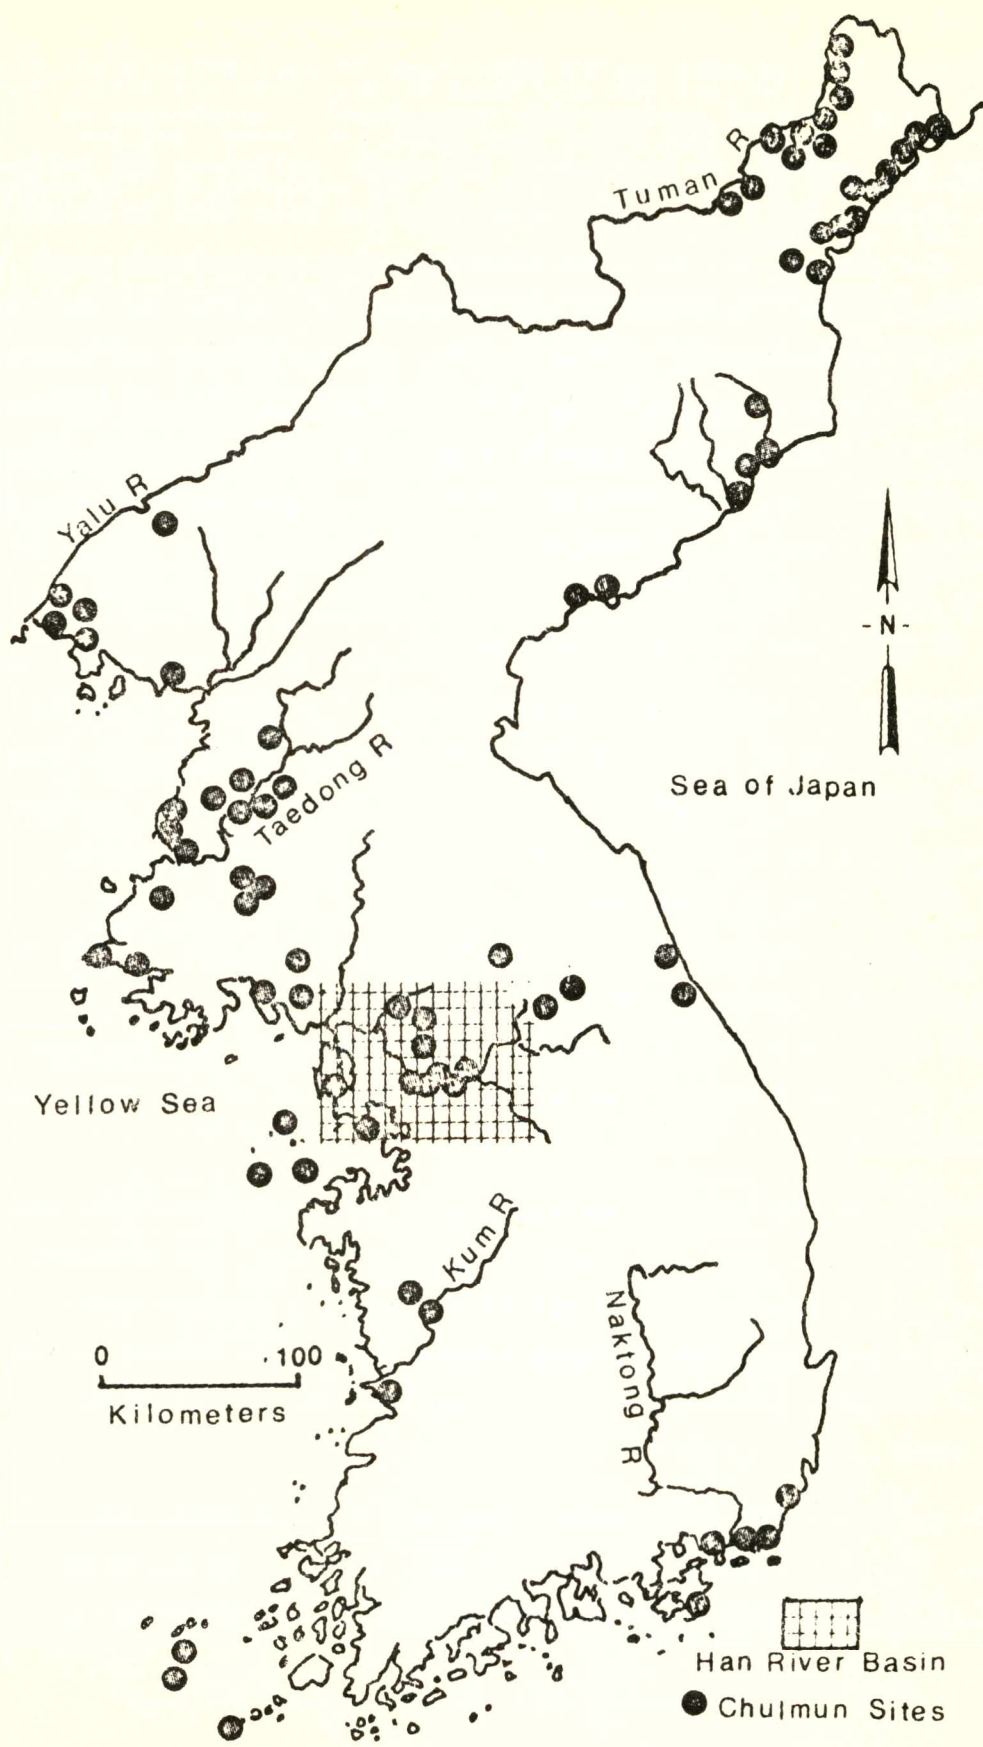 Tuman R
Yalu R
- N -
Taedong R
Sea of Japan
Yellow Sea
Kum R
Naktong R
0 100
Kilometers
Han River Basin
Chulmun Sites